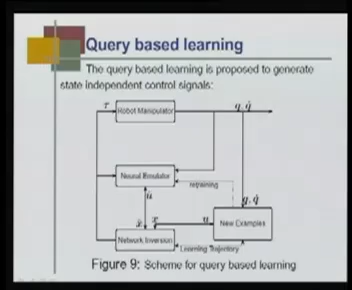 Query based learning
The query based learning is proposed to generate
state independent control signals:
τ
Robot Manipulator
q, q̇
Neural Emulator
retraining
u
q, q̇
x̂
x
u
New Examples
Network Inversion
Learning Trajectory
Figure 9: Scheme for query based learning